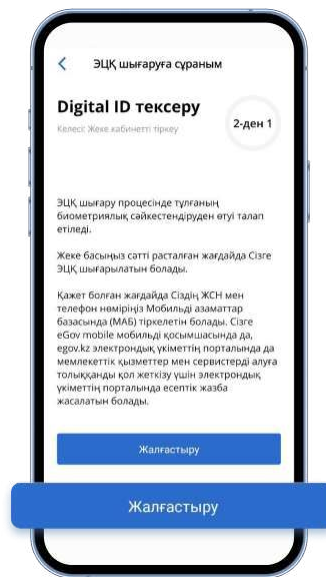 ЭЦҚ шығаруға сұраным
Digital ID тексеру
2-ден 1
Келесі: Жеке кабинетті тіркеу
ЭЦҚ шығару процесінде тұлғаның
биометриялық сәйкестендіруден өтуі талап
етіледі.
Жеке басыңыз сәтті расталған жағдайда Сізге
ЭЦҚ шығарылатын болады.
Қажет болған жағдайда Сіздің ЖСН мен
телефон нөміріңіз Мобильді азаматтар
базасында (МАБ) тіркелетін болады. Сізге
eGov mobile мобильді қосымшасында да,
egov.kz электрондық үкіметтің порталында да
мемлекеттік қызметтер мен сервистерді алуға
толыққанды қол жеткізу үшін электрондық
үкіметтің порталында есептік жазба
жасалатын болады.
Жалғастыру
Жалғастыру